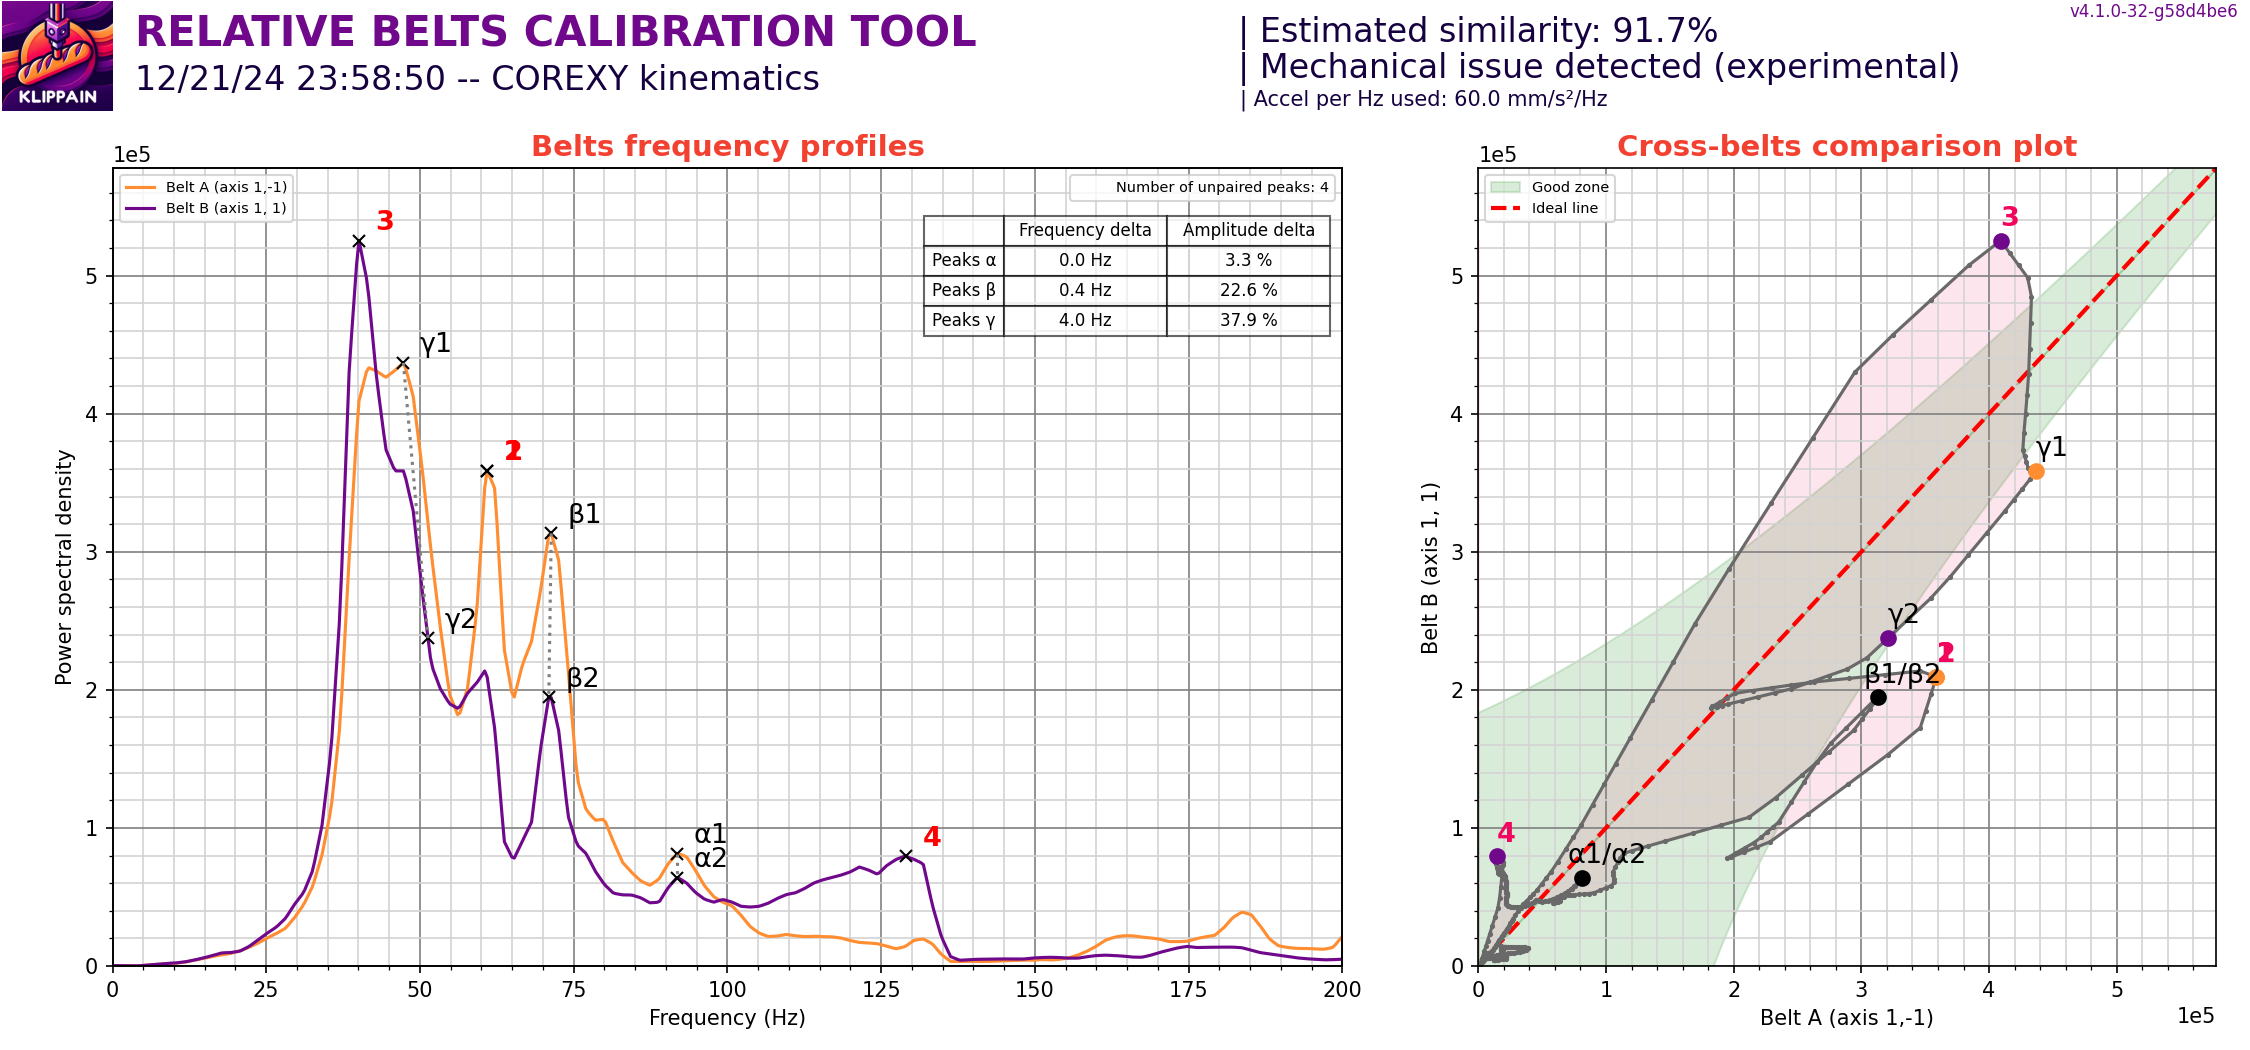 KLIPPAIN
RELATIVE BELTS CALIBRATION TOOL
12/21/24 23:58:50 -- COREXY kinematics
| Estimated similarity: 91.7%
| Mechanical issue detected (experimental)
| Accel per Hz used: 60.0 mm/s²/Hz
v4.1.0-32-g58d4be6
Belts frequency profiles
1e5
Belt A (axis 1,-1)
Belt B (axis 1, 1)
Number of unpaired peaks: 4
Frequency delta Amplitude delta
Peaks α 0.0 Hz 3.3 %
Peaks β 0.4 Hz 22.6 %
Peaks γ 4.0 Hz 37.9 %
3
γ1
γ2
β1
β2
α1
α2
4
Power spectral density
5
4
3
2
1
0
0 25 50 75 100 125 150 175 200
Frequency (Hz)
Cross-belts comparison plot
1e5
Good zone
Ideal line
3
γ1
γ2
β1/β2
4
α1/α2
Belt B (axis 1, 1)
5
4
3
2
1
0
0 1 2 3 4 5
Belt A (axis 1,-1)
1e5